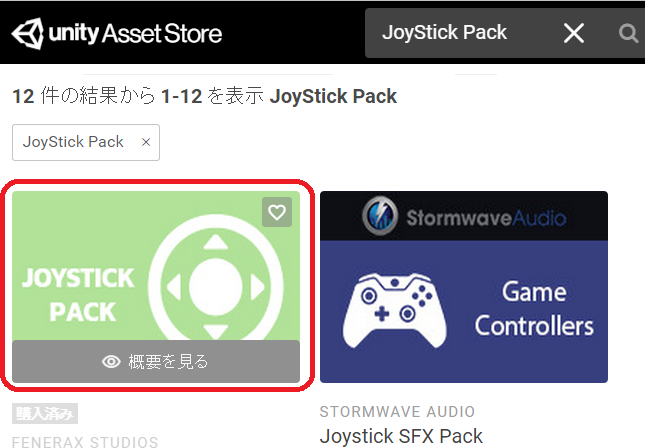 unity Asset Store
JoyStick Pack
12 件の結果から 1-12 を表示 JoyStick Pack
JoyStick Pack ×
JOYSTICK
PACK
概要を見る
購入済み
FENERAX STUDIOS
StormwaveAudio
Game
Controllers
STORMWAVE AUDIO
Joystick SFX Pack